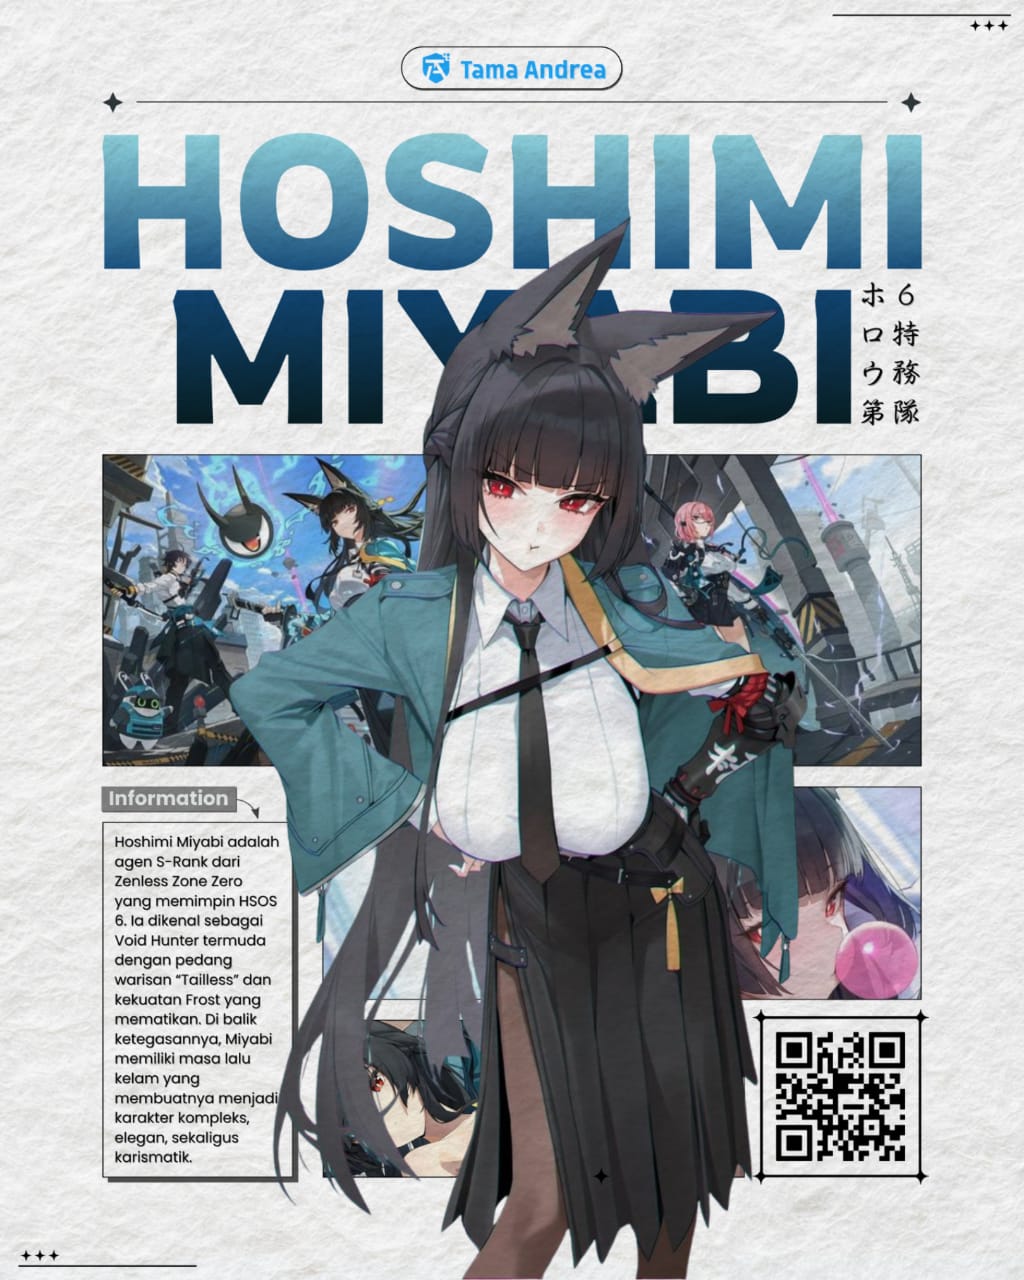 Tama Andrea
HOSHIMI
MIYABI
6特務隊
ホロウ第
Information
Hoshimi Miyabi adalah
agen S-Rank dari
Zenless Zone Zero
yang memimpin HSOS
6. Ia dikenal sebagai
Void Hunter termuda
dengan pedang
warisan “Tailless” dan
kekuatan Frost yang
mematikan. Di balik
ketegasannya, Miyabi
memiliki masa lalu
kelam yang
membuatnya menjadi
karakter kompleks,
elegan, sekaligus
karismatik.